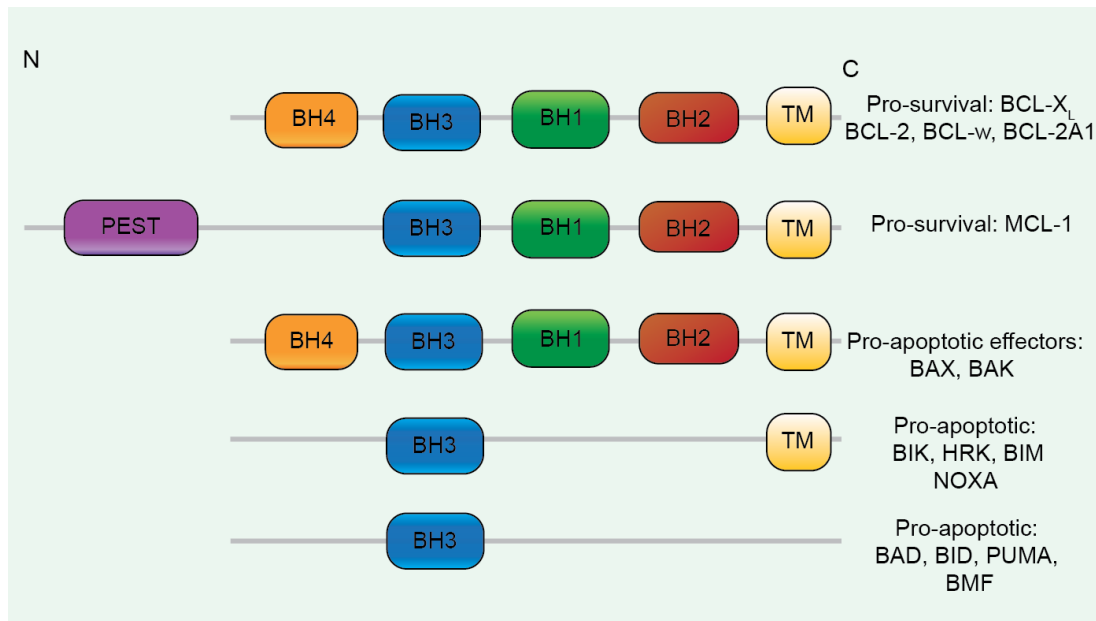 N
C
BH4 BH3 BH1 BH2 TM
Pro-survival: BCL-XL
BCL-2, BCL-w, BCL-2A1
PEST BH3 BH1 BH2 TM
Pro-survival: MCL-1
BH4 BH3 BH1 BH2 TM
Pro-apoptotic effectors:
BAX, BAK
BH3 TM
Pro-apoptotic:
BIK, HRK, BIM
NOXA
BH3
Pro-apoptotic:
BAD, BID, PUMA,
BMF